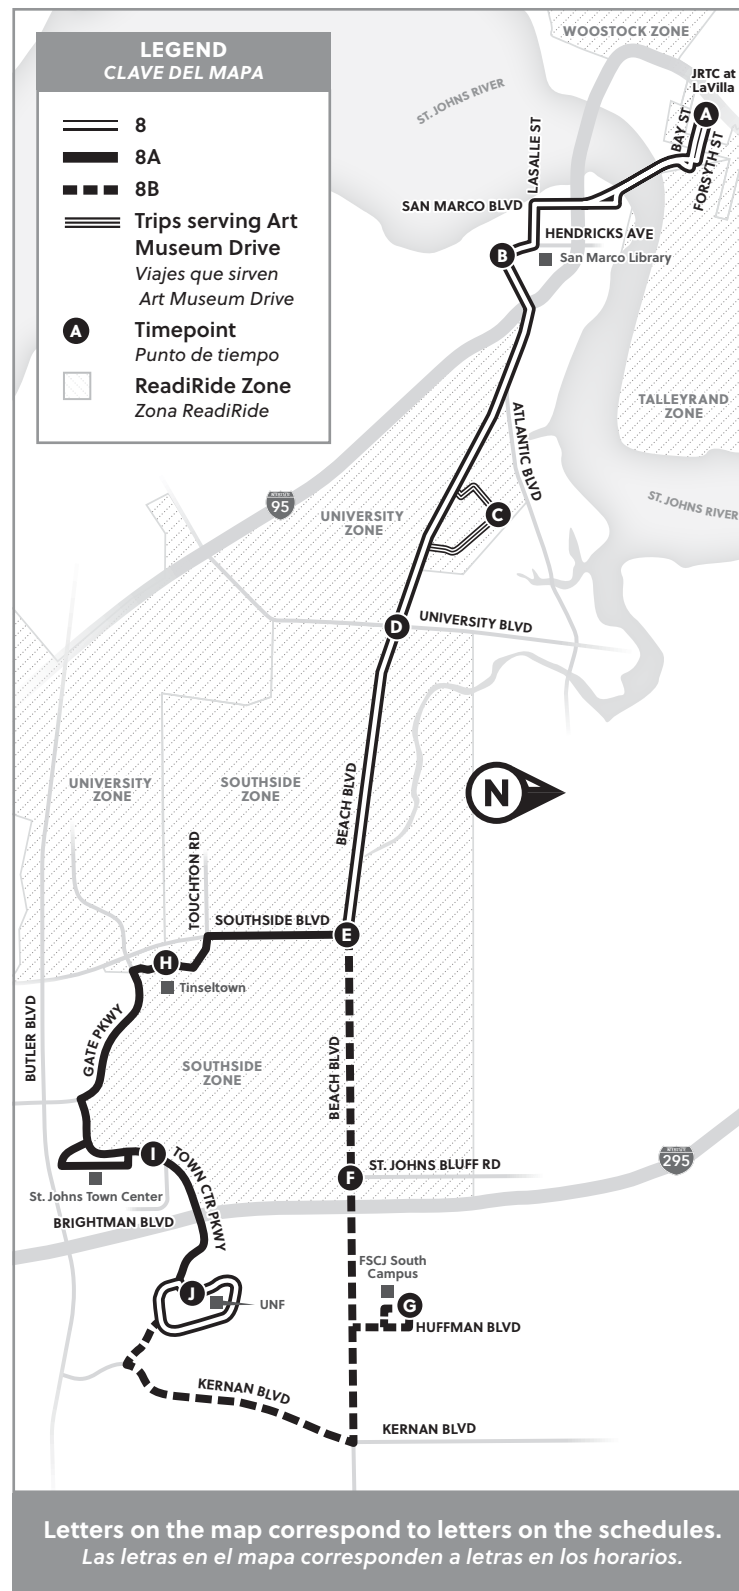 LEGEND
CLAVE DEL MAPA
8
8A
8B
Trips serving Art
Museum Drive
Viajes que sirven
Art Museum Drive
A
Timepoint
Punto de tiempo
ReadiRide Zone
Zona ReadiRide
WOOSTOCK ZONE
JRTC at
LaVilla
A
ST. JOHNS RIVER
BAY ST
FORSYTH ST
LASALLE ST
SAN MARCO BLVD
HENDRICKS AVE
B
San Marco Library
TALLEYRAND
ZONE
ATLANTIC BLVD
INTERSTATE
95
UNIVERSITY
ZONE
C
ST. JOHNS RIVER
D
UNIVERSITY BLVD
UNIVERSITY
ZONE
SOUTHSIDE
ZONE
BEACH BLVD
N
TOUCHTON RD
SOUTHSIDE BLVD
E
H
Tinseltown
BUTLER BLVD
GATE PKWY
SOUTHSIDE
ZONE
BEACH BLVD
I
TOWN CTR PKWY
F
ST. JOHNS BLUFF RD
INTERSTATE
295
St. Johns Town Center
BRIGHTMAN BLVD
FSCJ South
Campus
J
UNF
G
HUFFMAN BLVD
KERNAN BLVD
KERNAN BLVD
Letters on the map correspond to letters on the schedules.
Las letras en el mapa corresponden a letras en los horarios.